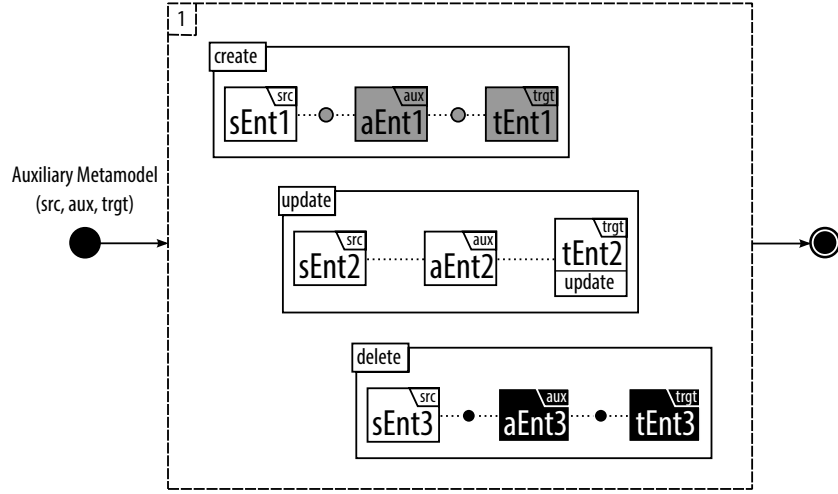 1
create
src
sEnt1
aux
aEnt1
trgt
tEnt1
Auxiliary Metamodel
(src, aux, trgt)
update
src
sEnt2
aux
aEnt2
trgt
tEnt2
update
delete
src
sEnt3
aux
aEnt3
trgt
tEnt3